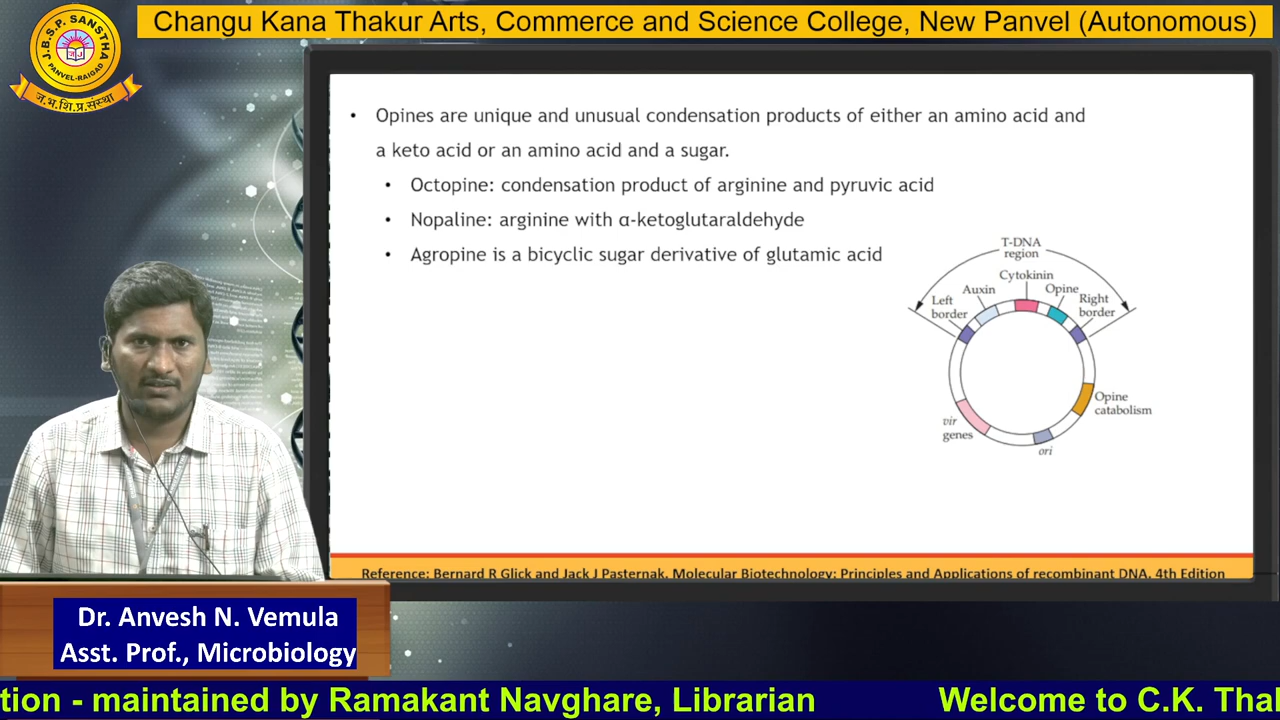 Changu Kana Thakur Arts, Commerce and Science College, New Panvel (Autonomous)
J.B.S.P. SANSTHA
PANVEL-RAIGAD
ज.भ.शि.प्र.संस्था
• Opines are unique and unusual condensation products of either an amino acid and
a keto acid or an amino acid and a sugar.
• Octopine: condensation product of arginine and pyruvic acid
• Nopaline: arginine with α-ketoglutaraldehyde
• Agropine is a bicyclic sugar derivative of glutamic acid
T-DNA
region
Cytokinin
Auxin
Opine
Left
border
Right
border
Opine
catabolism
vir
genes
ori
Reference: Bernard R Glick and Jack J Pasternak. Molecular Biotechnology: Principles and Applications of recombinant DNA. 4th Edition
Dr. Anvesh N. Vemula
Asst. Prof., Microbiology
tion - maintained by Ramakant Navghare, Librarian
Welcome to C.K. Tha